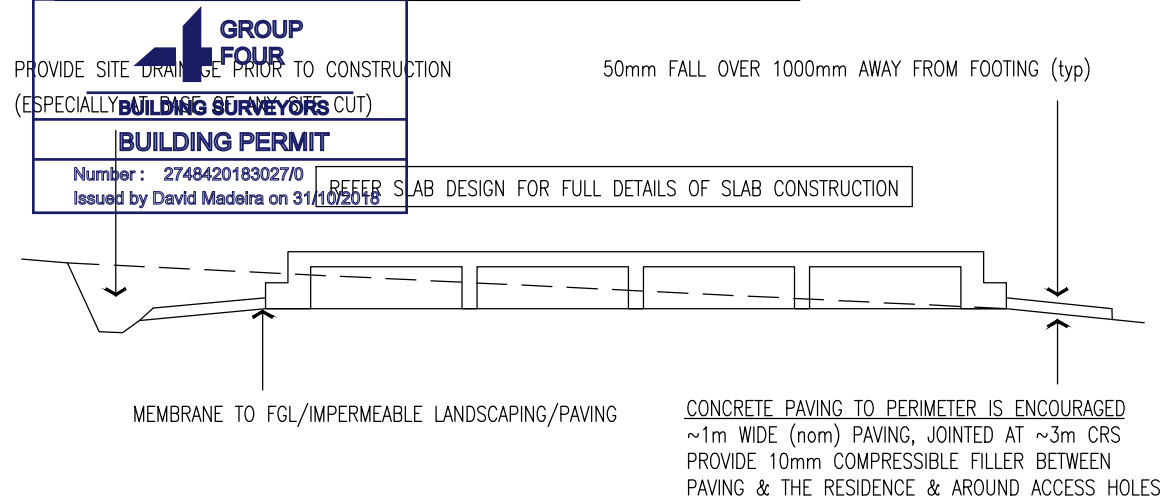 GROUP
FOUR
BUILDING SURVEYORS
BUILDING PERMIT
Number : 2748420183027/0
Issued by David Madeira on 31/10/2018
PROVIDE SITE DRAINAGE PRIOR TO CONSTRUCTION
(ESPECIALLY AT BASE OF ANY SITE CUT)
50mm FALL OVER 1000mm AWAY FROM FOOTING (typ)
REFER SLAB DESIGN FOR FULL DETAILS OF SLAB CONSTRUCTION
MEMBRANE TO FGL/IMPERMEABLE LANDSCAPING/PAVING
CONCRETE PAVING TO PERIMETER IS ENCOURAGED
~1m WIDE (nom) PAVING, JOINTED AT ~3m CRS
PROVIDE 10mm COMPRESSIBLE FILLER BETWEEN
PAVING & THE RESIDENCE & AROUND ACCESS HOLES